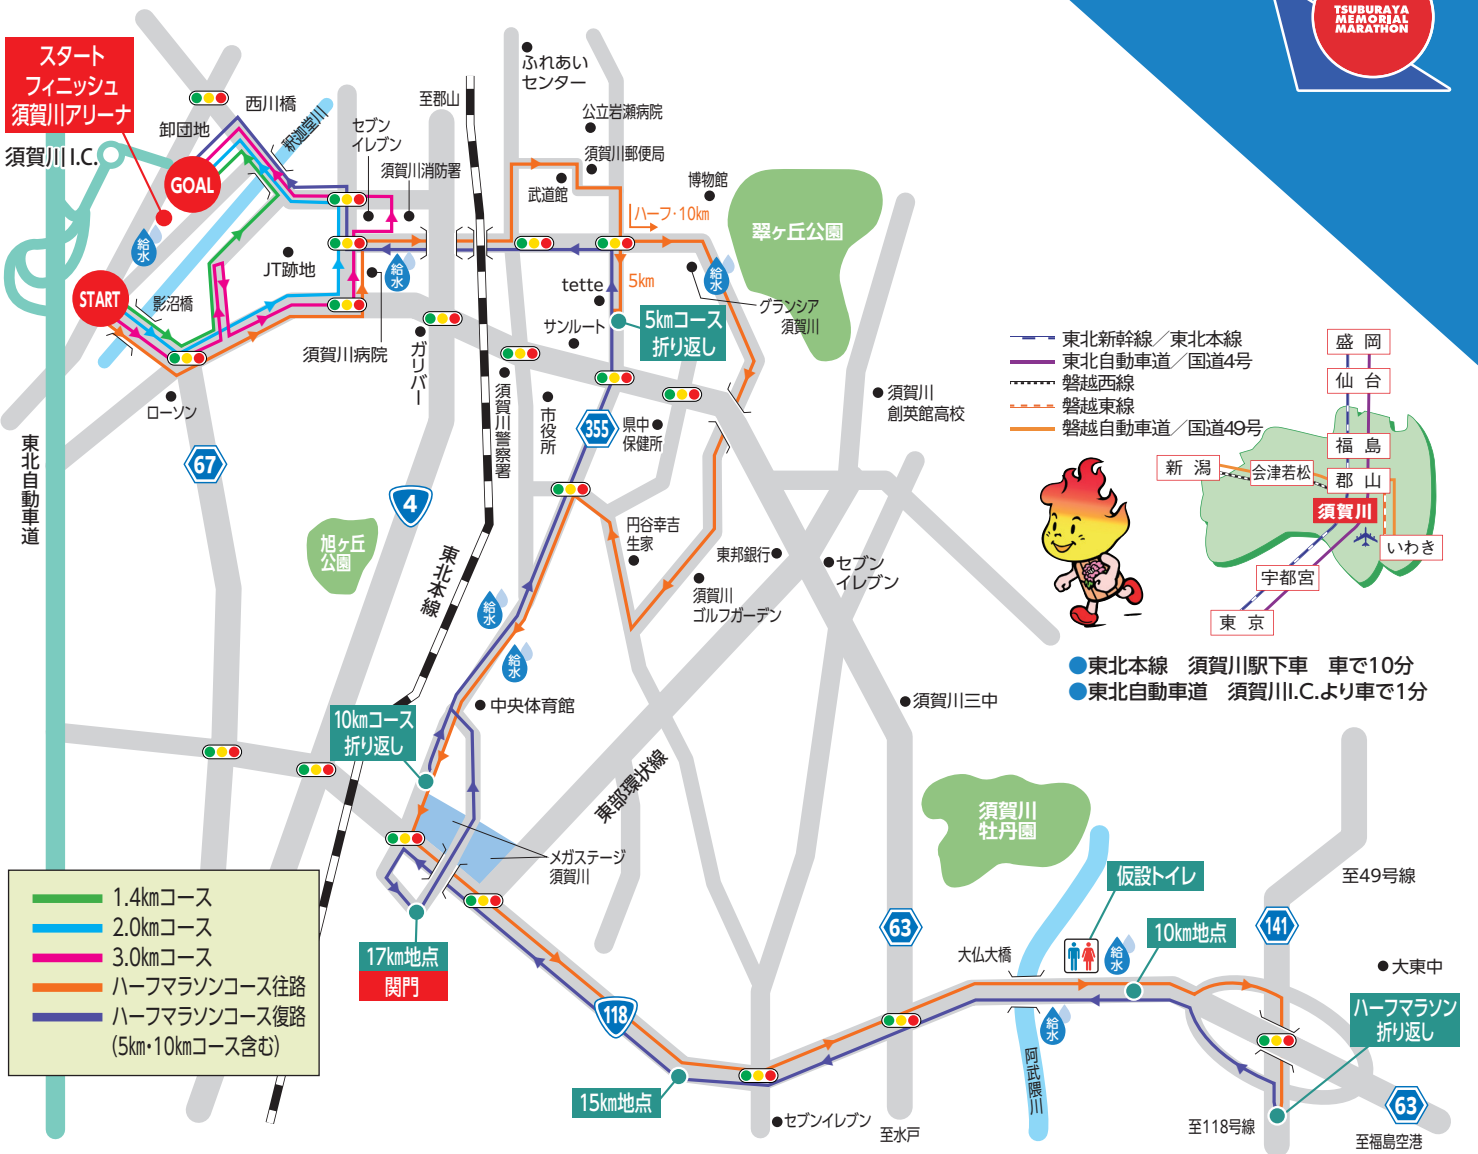 TSUBURAYA
MEMORIAL
MARATHON
スタート
フィニッシュ
須賀川アリーナ
須賀川 I.C.
卸団地
西川橋
釈迦堂川
GOAL
給水
START
影沼橋
JT跡地
セブン
イレブン
須賀川消防署
至郡山
ふれあい
センター
公立岩瀬病院
須賀川郵便局
武道館
博物館
ハーフ・10km
翠ヶ丘公園
給水
給水
tette
5km
グランシア
須賀川
サンルート
5kmコース
折り返し
須賀川病院
ガリバー
須賀川警察署
市役所
355
県中
保健所
須賀川
創英館高校
ローソン
67
4
東北自動車道
旭ヶ丘
公園
東北本線
円谷幸吉
生家
東邦銀行
セブン
イレブン
須賀川
ゴルフガーデン
給水
給水
中央体育館
須賀川三中
10kmコース
折り返し
東部環状線
メガステージ
須賀川
17km地点
関門
118
15km地点
セブンイレブン
63
至水戸
須賀川
牡丹園
仮設トイレ
大仏大橋
給水
給水
10km地点
141
至49号線
大東中
ハーフマラソン
折り返し
至118号線
63
至福島空港
1.4kmコース
2.0kmコース
3.0kmコース
ハーフマラソンコース往路
ハーフマラソンコース復路
(5km・10kmコース含む)
東北新幹線／東北本線
東北自動車道／国道4号
磐越西線
磐越東線
磐越自動車道／国道49号
盛岡
仙台
福島
新潟
会津若松
郡山
須賀川
いわき
宇都宮
東京
●東北本線　須賀川駅下車　車で10分
●東北自動車道　須賀川I.C.より車で1分